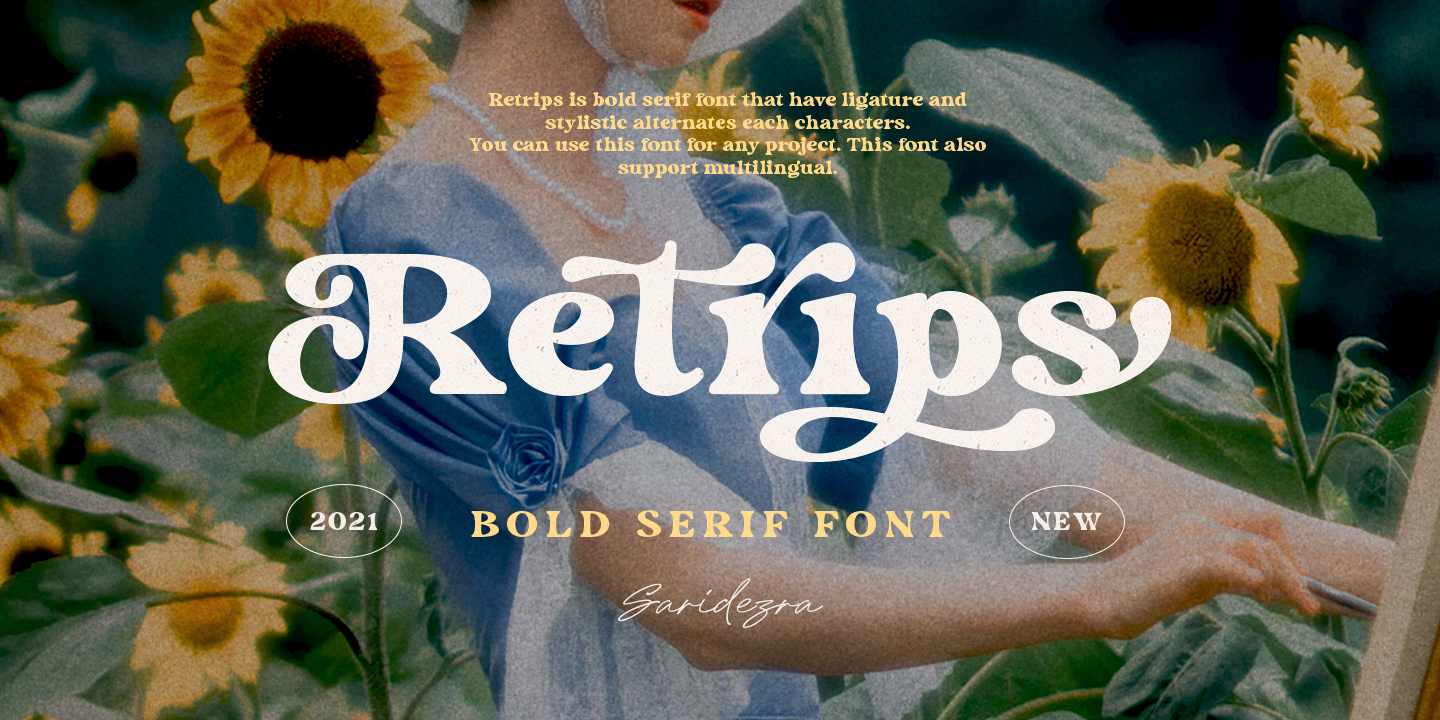 Retrips is bold serif font that have ligature and
stylistic alternates each characters.
You can use this font for any project. This font also
support multilingual.
Retrips
2021
BOLD SERIF FONT
NEW
Saridezra